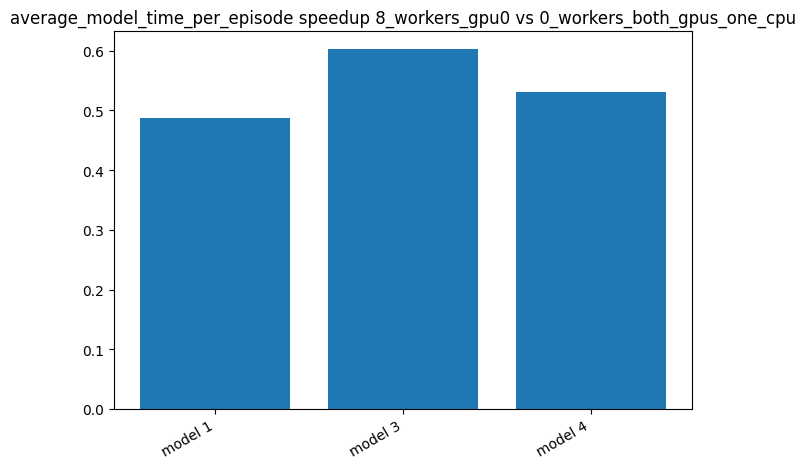 average_model_time_per_episode speedup 8_workers_gpu0 vs 0_workers_both_gpus_one_cpu
0.6
0.5
0.4
0.3
0.2
0.1
0.0
model 1
model 3
model 4